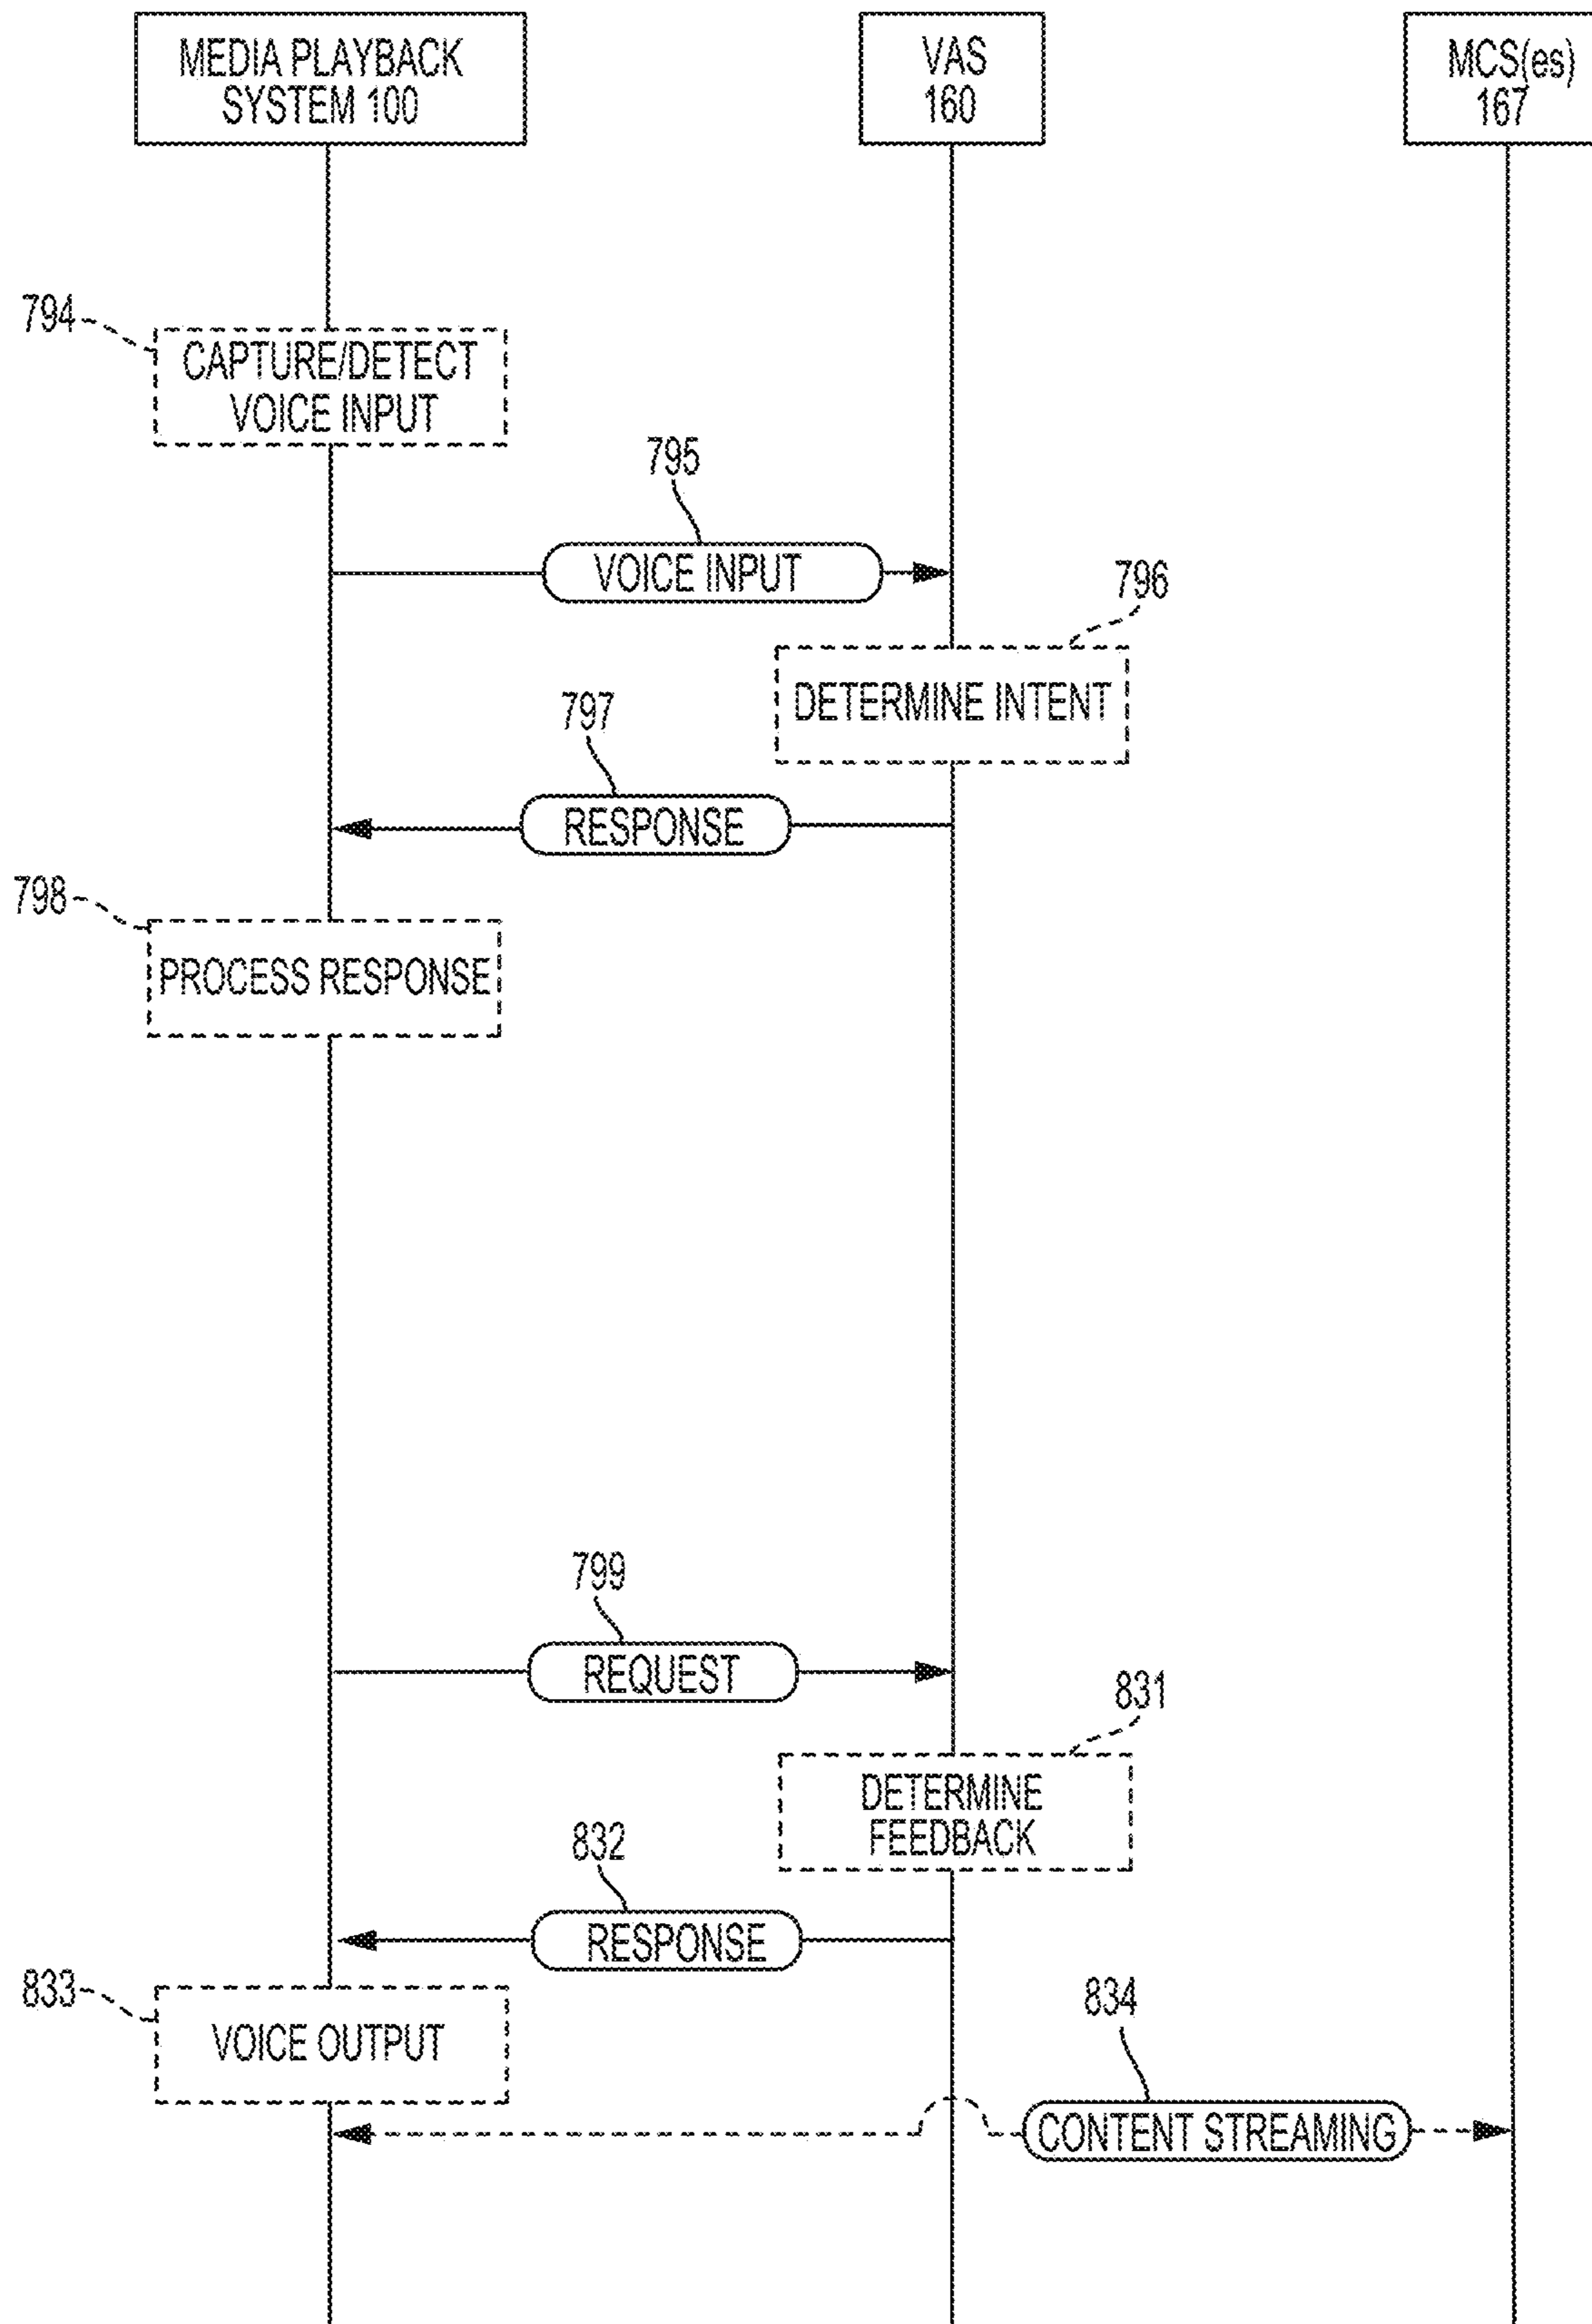 MEDIA PLAYBACK
SYSTEM 100
VAS
160
MCS(es)
167
794
CAPTURE/DETECT
VOICE INPUT
795
VOICE INPUT
796
DETERMINE INTENT
797
RESPONSE
798
PROCESS RESPONSE
799
REQUEST
831
DETERMINE
FEEDBACK
832
RESPONSE
833
VOICE OUTPUT
834
CONTENT STREAMING